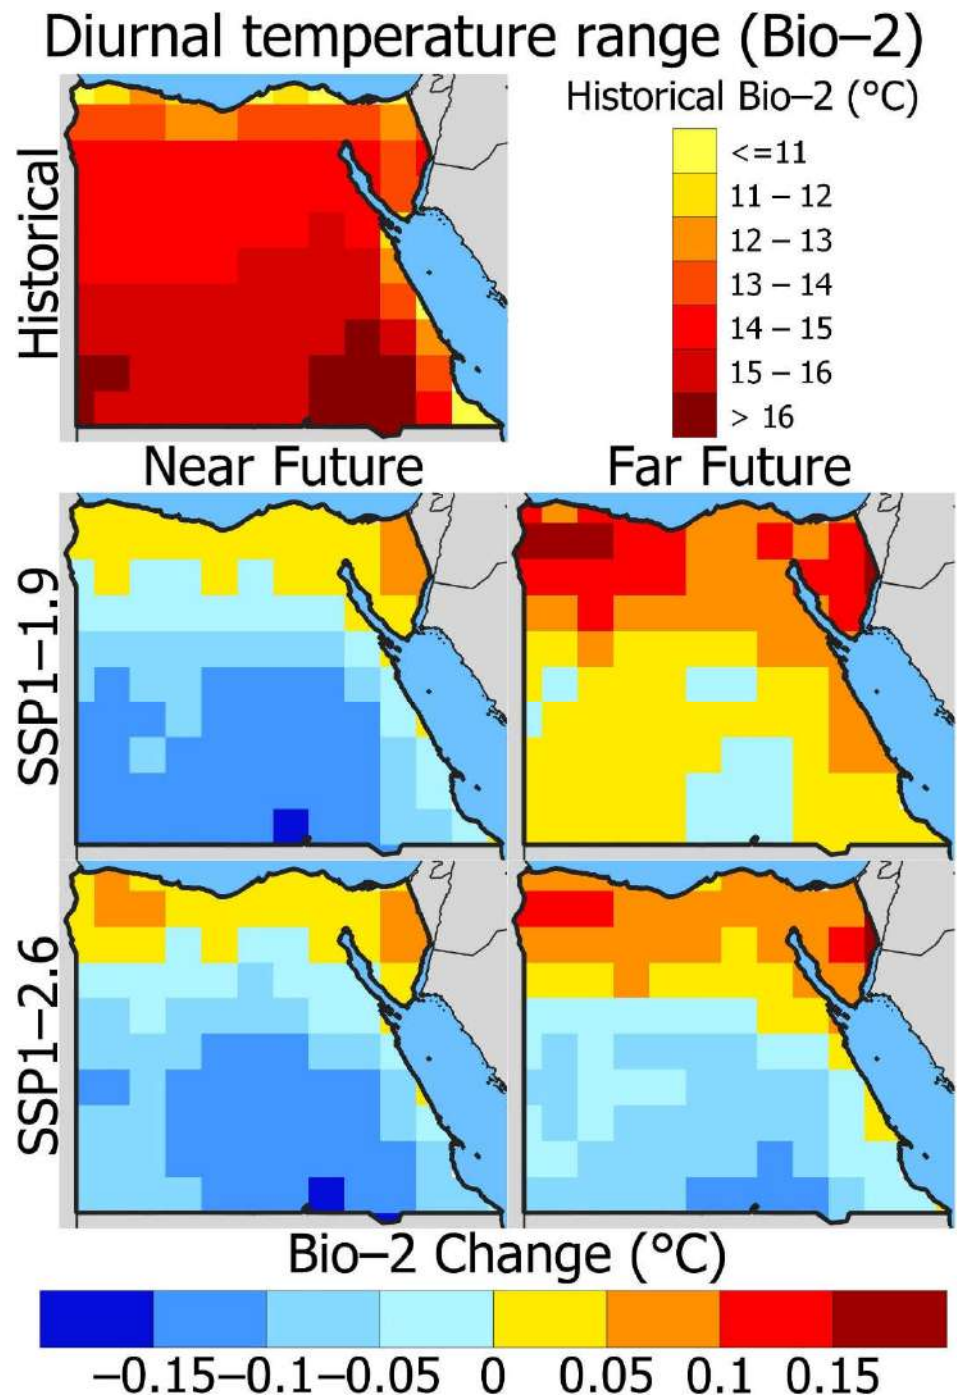 Diurnal temperature range (Bio–2)
Historical
Historical Bio–2 (°C)
<=11
11 – 12
12 – 13
13 – 14
14 – 15
15 – 16
> 16
Near Future
Far Future
SSP1–1.9
SSP1–2.6
Bio–2 Change (°C)
−0.15−0.1−0.05 0 0.05 0.1 0.15